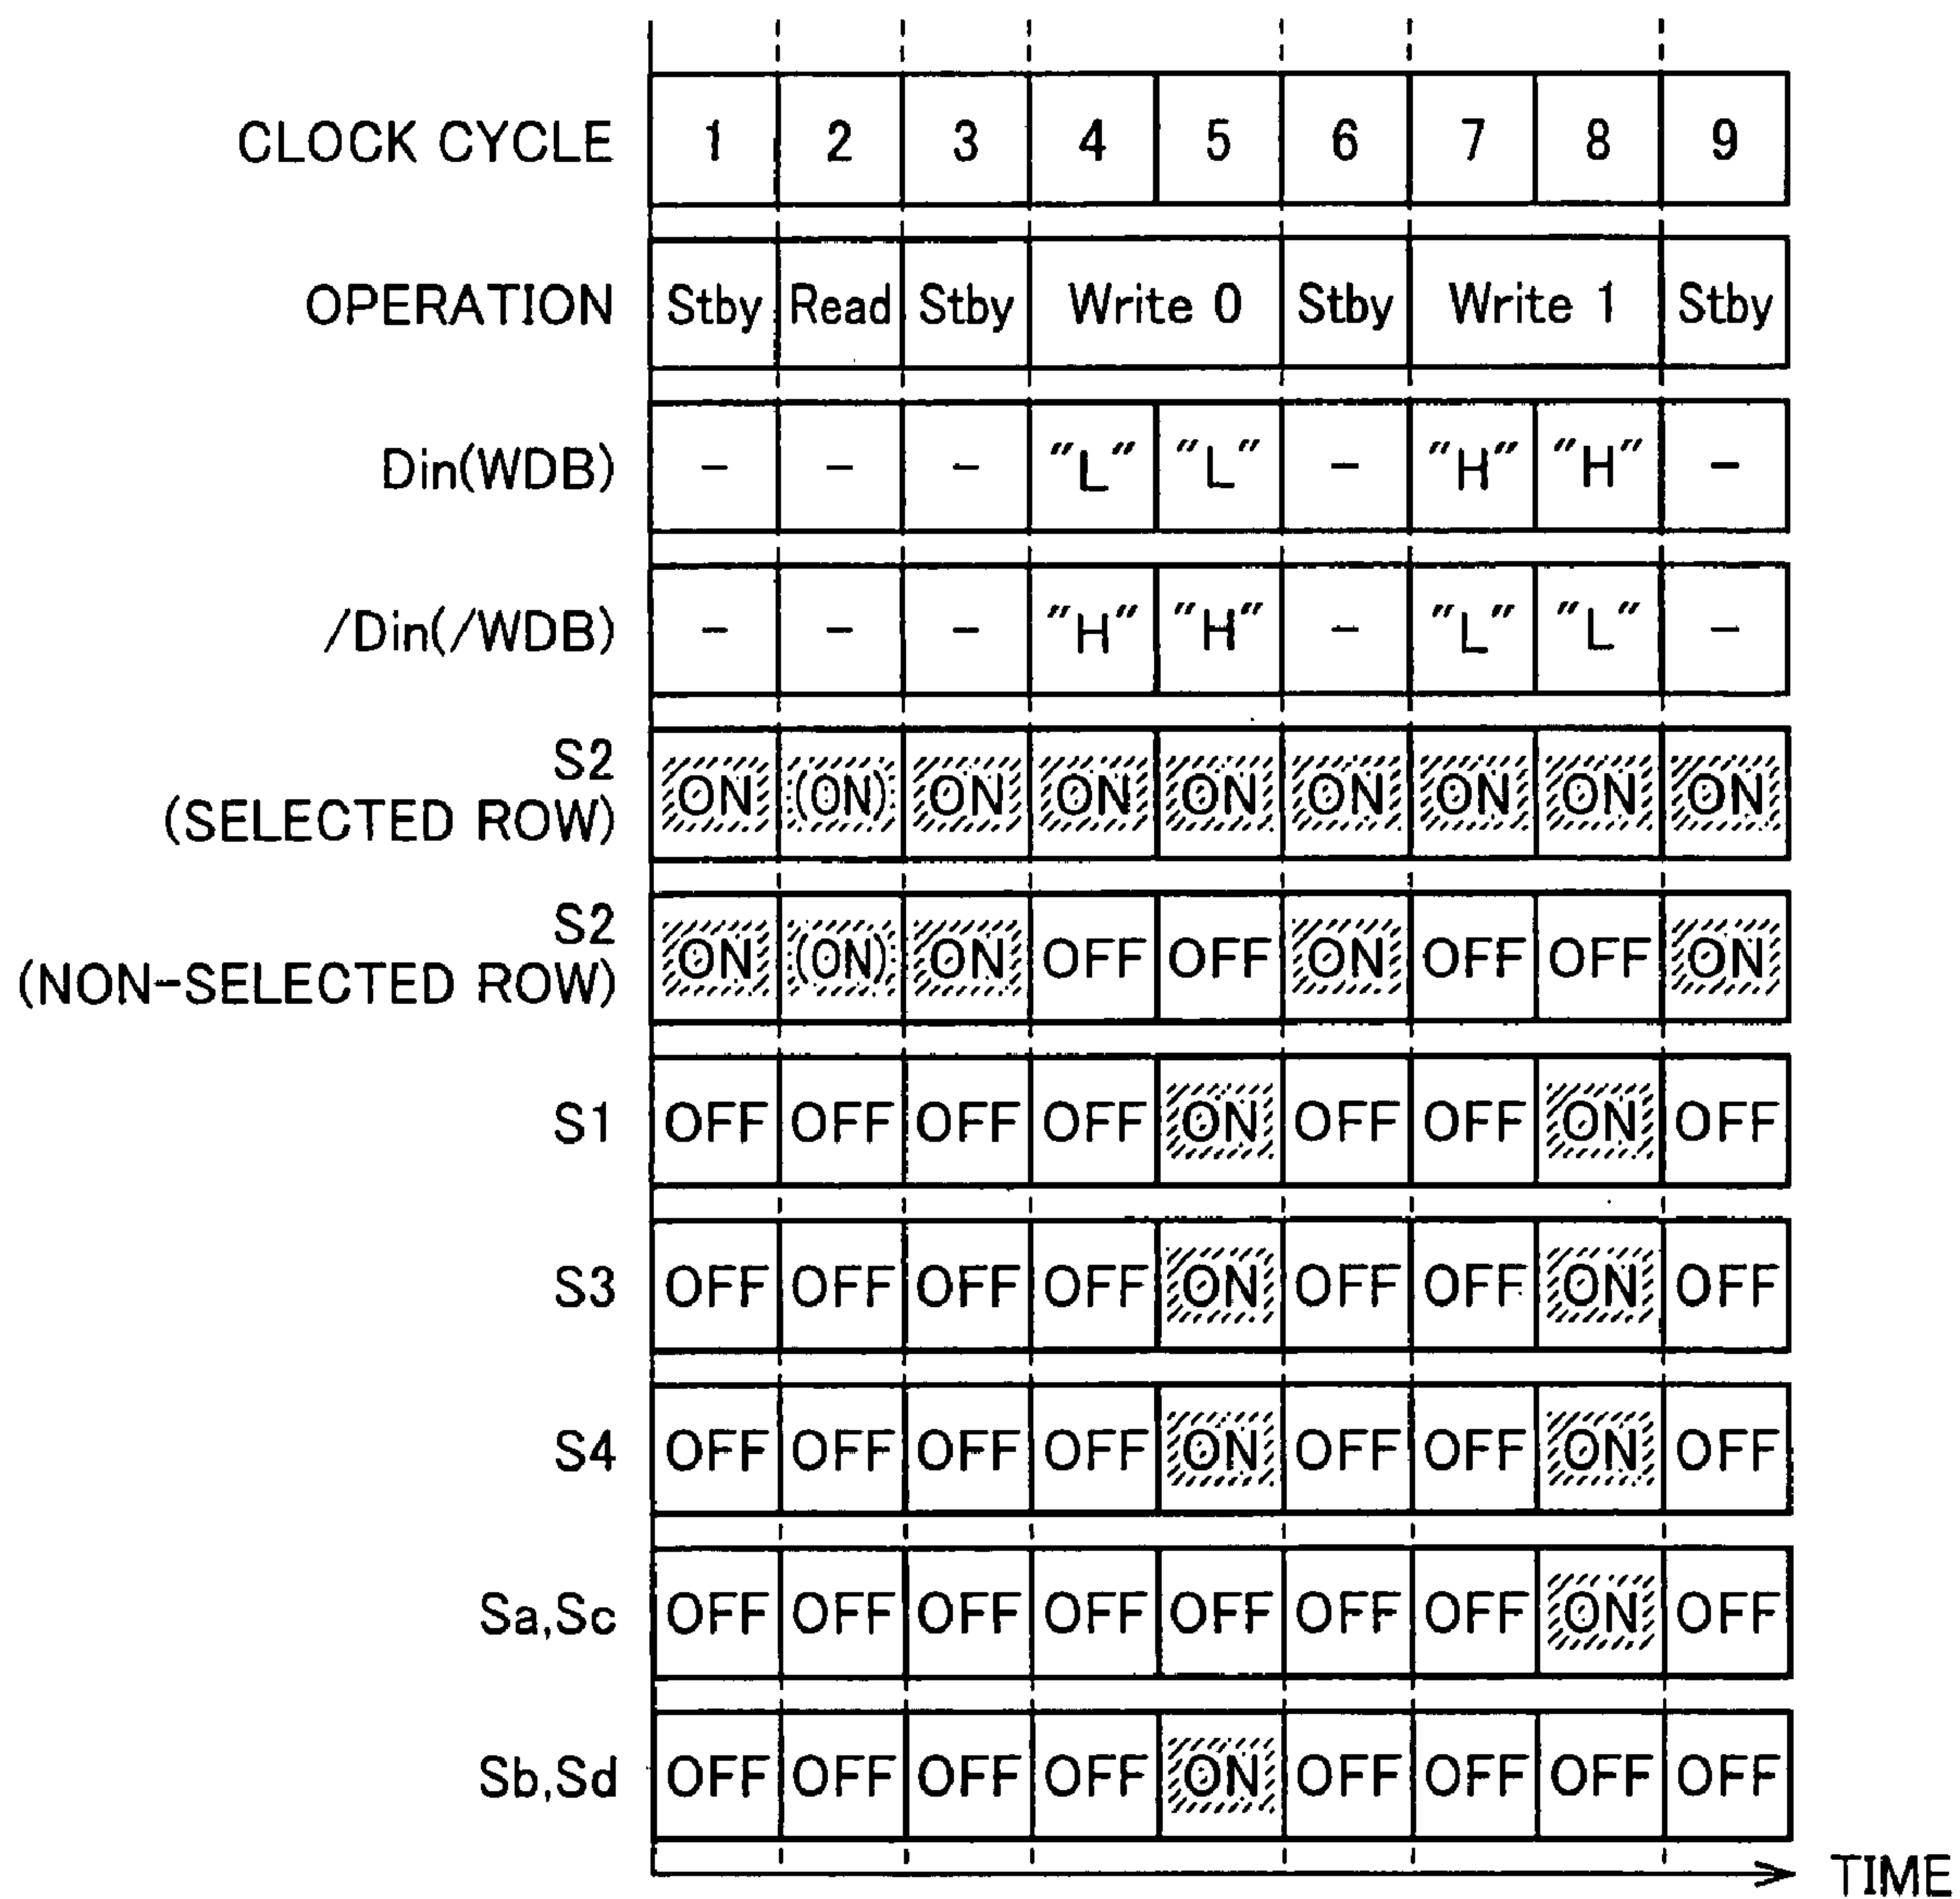 CLOCK CYCLE 1 2 3 4 5 6 7 8 9
OPERATION Stby Read Stby Write 0 Stby Write 1 Stby
Din(WDB) - - - "L" "L" - "H" "H" -
/Din(/WDB) - - - "H" "H" - "L" "L" -
S2
(SELECTED ROW) ON (ON) ON ON ON ON ON ON ON
S2
(NON-SELECTED ROW) ON (ON) ON OFF OFF ON OFF OFF ON
S1 OFF OFF OFF OFF ON OFF OFF ON OFF
S3 OFF OFF OFF OFF ON OFF OFF ON OFF
S4 OFF OFF OFF OFF ON OFF OFF ON OFF
Sa,Sc OFF OFF OFF OFF OFF OFF OFF ON OFF
Sb,Sd OFF OFF OFF OFF ON OFF OFF OFF OFF
TIME